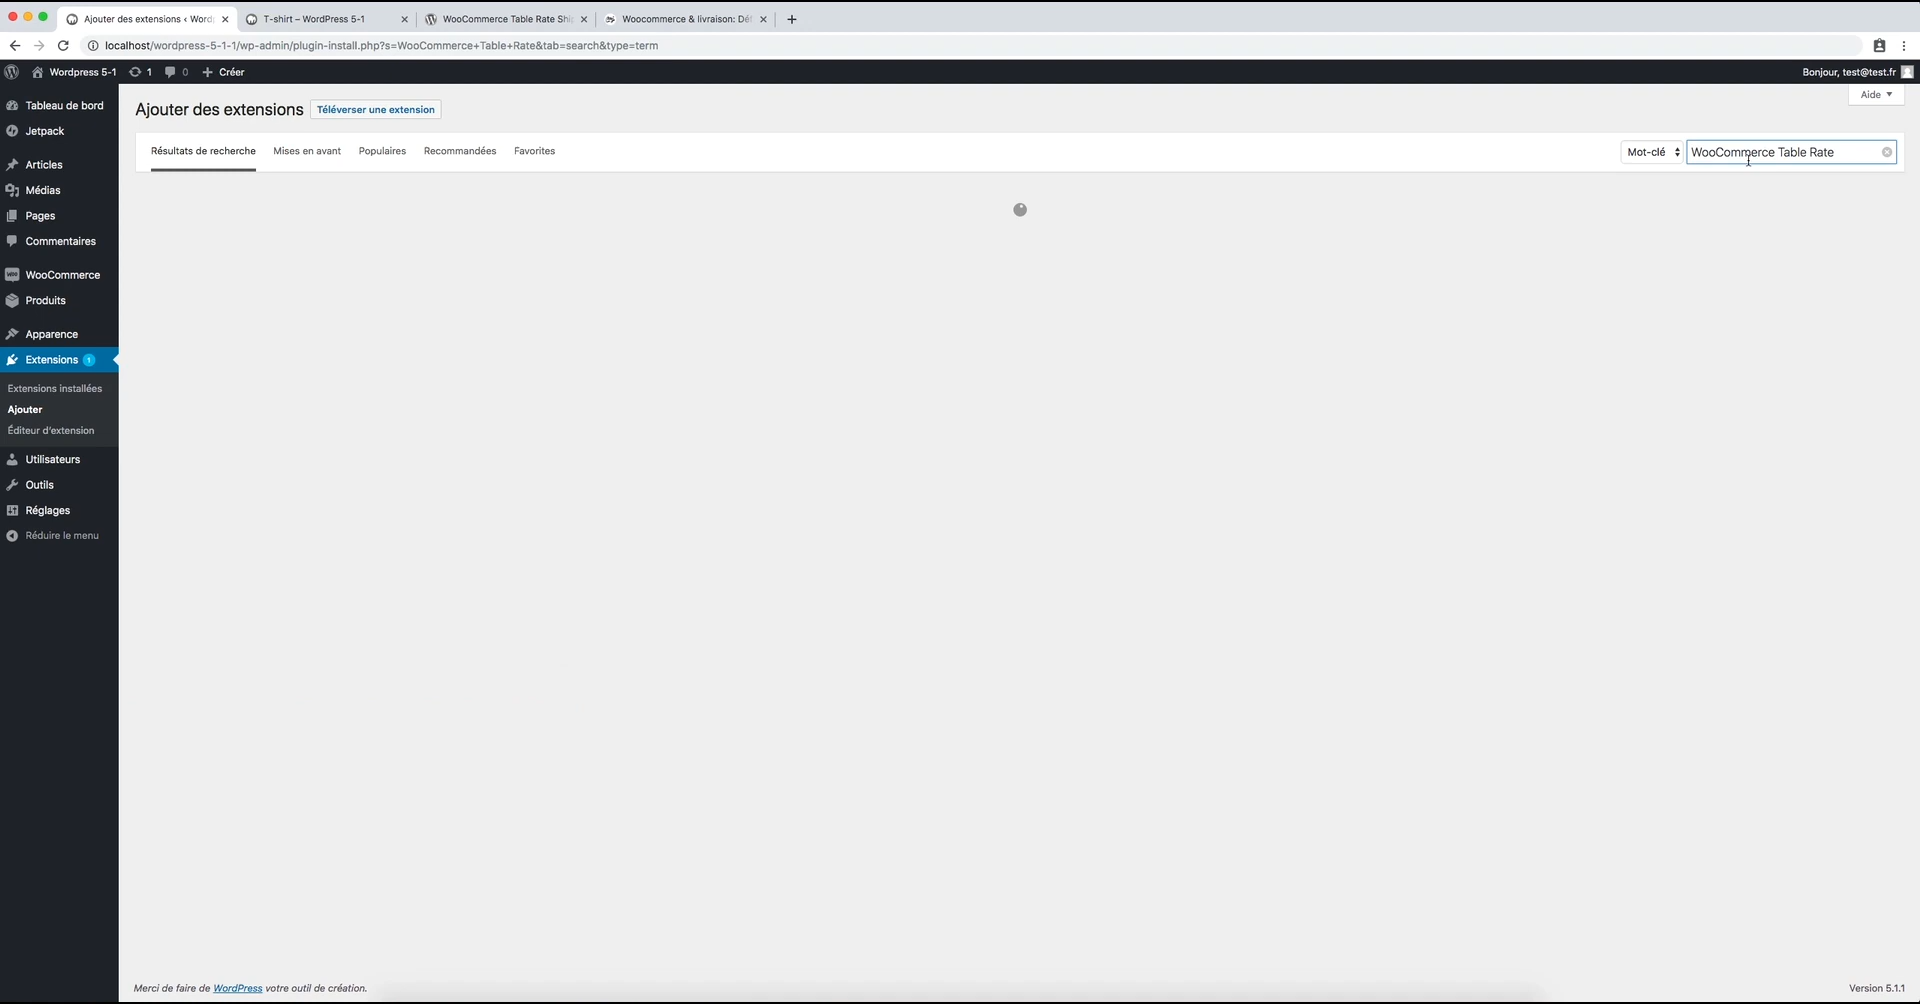 Ajouter des extensions ‹ Word
T-shirt – WordPress 5-1
WooCommerce Table Rate Ship
Woocommerce & livraison: Déf
localhost/wordpress-5-1-1/wp-admin/plugin-install.php?s=WooCommerce+Table+Rate&tab=search&type=term
Wordpress 5-1
1
0
Créer
Bonjour, test@test.fr
Tableau de bord
Jetpack
Articles
Médias
Pages
Commentaires
WooCommerce
Produits
Apparence
Extensions 1
Extensions installées
Ajouter
Éditeur d’extension
Utilisateurs
Outils
Réglages
Réduire le menu
Ajouter des extensions
Téléverser une extension
Aide
Résultats de recherche
Mises en avant
Populaires
Recommandées
Favorites
Mot-clé
WooCommerce Table Rate
Merci de faire de WordPress votre outil de création.
Version 5.1.1